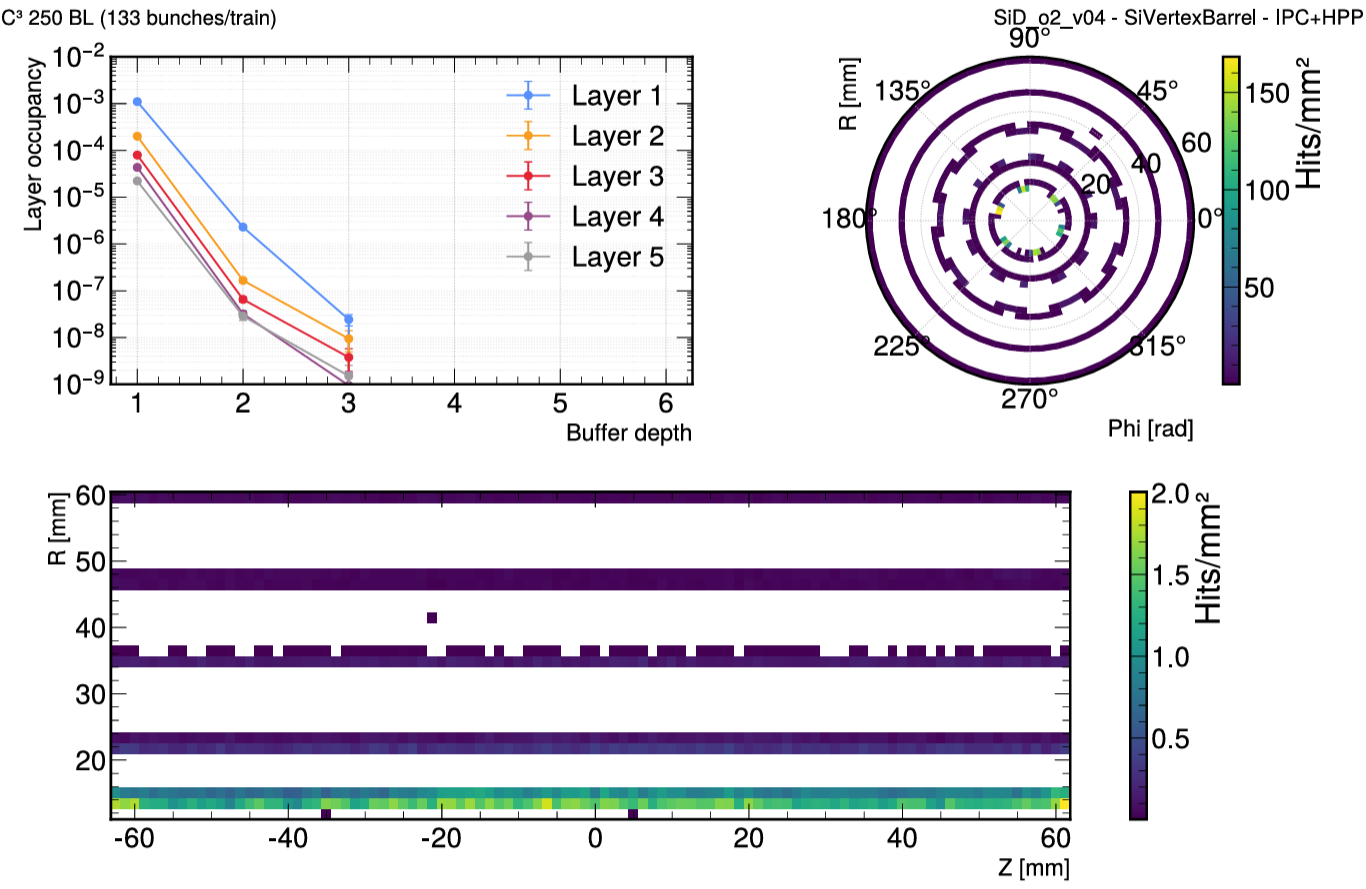 C³ 250 BL (133 bunches/train)
SiD_o2_v04 - SiVertexBarrel - IPC+HPP
Layer occupancy
10⁻²
10⁻³
10⁻⁴
10⁻⁵
10⁻⁶
10⁻⁷
10⁻⁸
10⁻⁹
1 2 3 4 5 6
Buffer depth
Layer 1
Layer 2
Layer 3
Layer 4
Layer 5
R [mm]
90°
135° 45°
180° 0°
225° 315°
270°
20 40 60
Phi [rad]
150
100
50
Hits/mm²
R [mm]
60
50
40
30
20
-60 -40 -20 0 20 40 60
Z [mm]
2.0
1.5
1.0
0.5
Hits/mm²